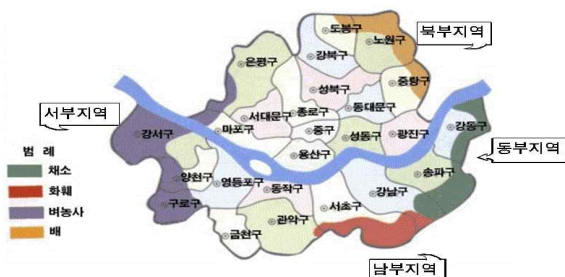 도봉구
노원구
북부지역
강북구
은평구
중랑구
성북구
서부지역
서대문구
종로구
동대문구
강서구
마포구
중구
성동구
광진구
강동구
범 례
용산구
동부지역
채소
양천구
영등포구
동작구
강남구
송파구
화훼
구로구
서초구
벼농사
관악구
금천구
배
남부지역